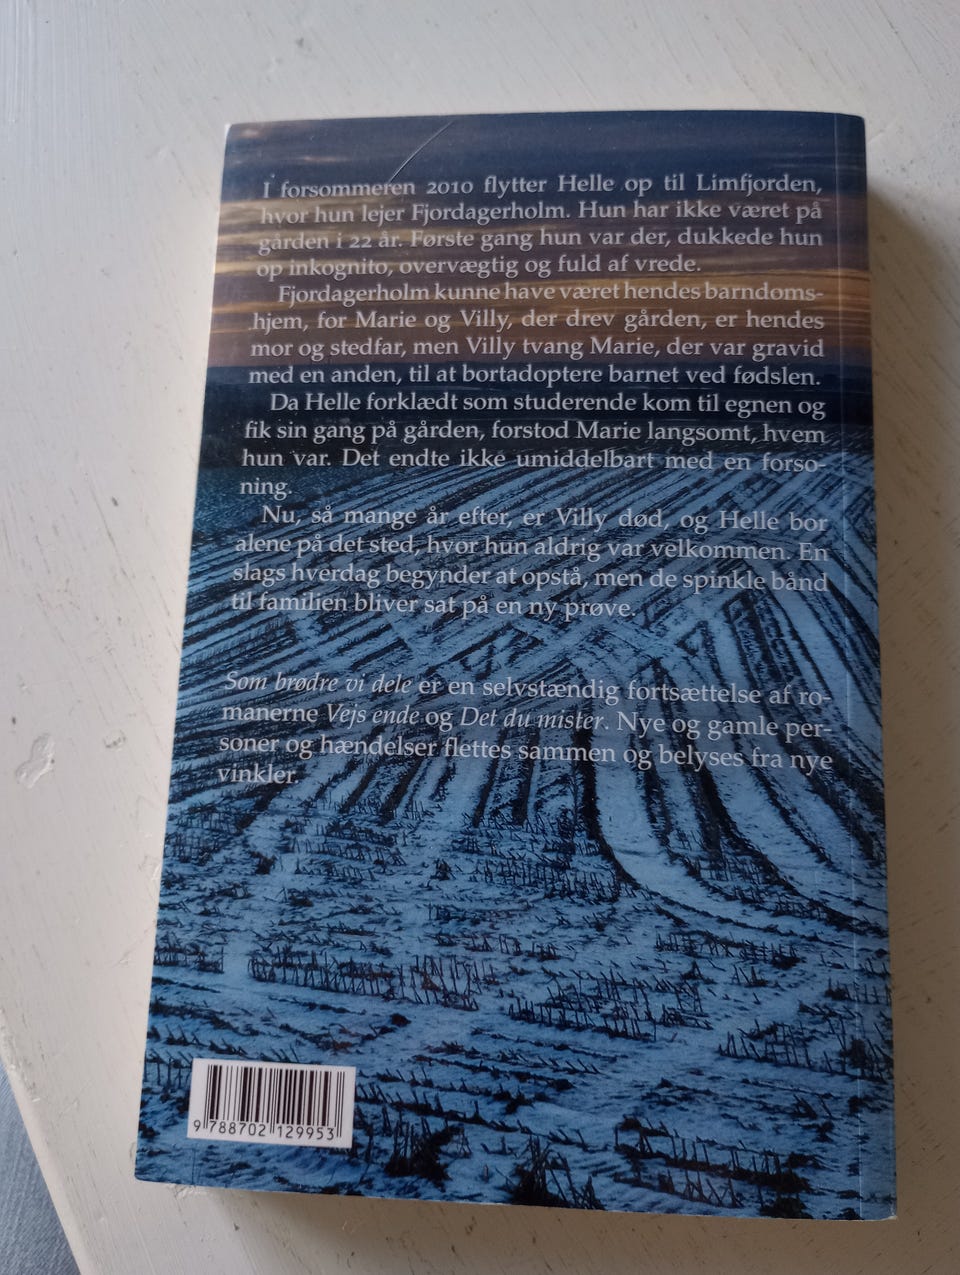 I forsommeren 2010 flytter Helle op til Limfjorden,
hvor hun lejer Fjordagerholm. Hun har ikke været på
gården i 22 år. Første gang hun var der, dukkede hun
op inkognito, overvægtig og fuld af vrede.
Fjordagerholm kunne have været hendes barndoms-
hjem, for Marie og Villy, der drev gården, er hendes
mor og stedfar, men Villy tvang Marie, der var gravid
med en anden, til at bortadoptere barnet ved fødslen.
Da Helle forklædt som studerende kom til egnen og
fik sin gang på gården, forstod Marie langsomt, hvem
hun var. Det endte ikke umiddelbart med en forso-
ning.
Nu, så mange år efter, er Villy død, og Helle bor
alene på det sted, hvor hun aldrig var velkommen. En
slags hverdag begynder at opstå, men de spinkle bånd
til familien bliver sat på en ny prøve.
Som brødre vi dele er en selvstændig fortsættelse af ro-
manerne Vejs ende og Det du mister. Nye og gamle per-
soner og hændelser flettes sammen og belyses fra nye
vinkler.
9 788702 129953